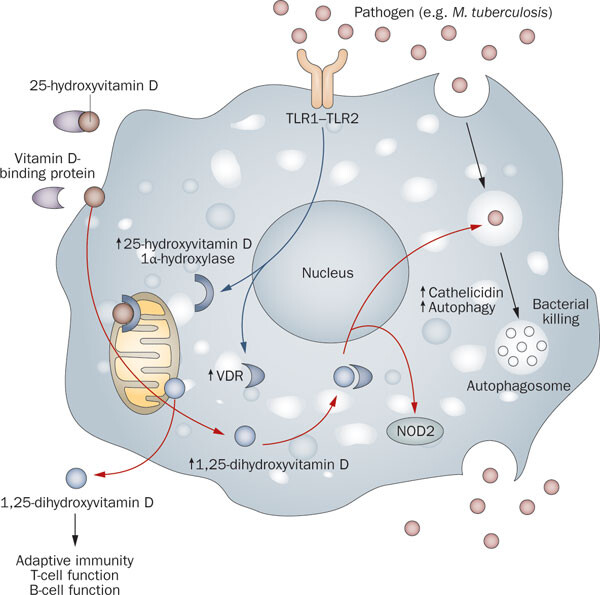 Pathogen (e.g. M. tuberculosis)
25-hydroxyvitamin D
TLR1–TLR2
Vitamin D-
binding protein
↑25-hydroxyvitamin D
1α-hydroxylase
Nucleus
↑Cathelicidin
↑Autophagy
Bacterial
killing
↑VDR
Autophagosome
NOD2
↑1,25-dihydroxyvitamin D
1,25-dihydroxyvitamin D
Adaptive immunity
T-cell function
B-cell function